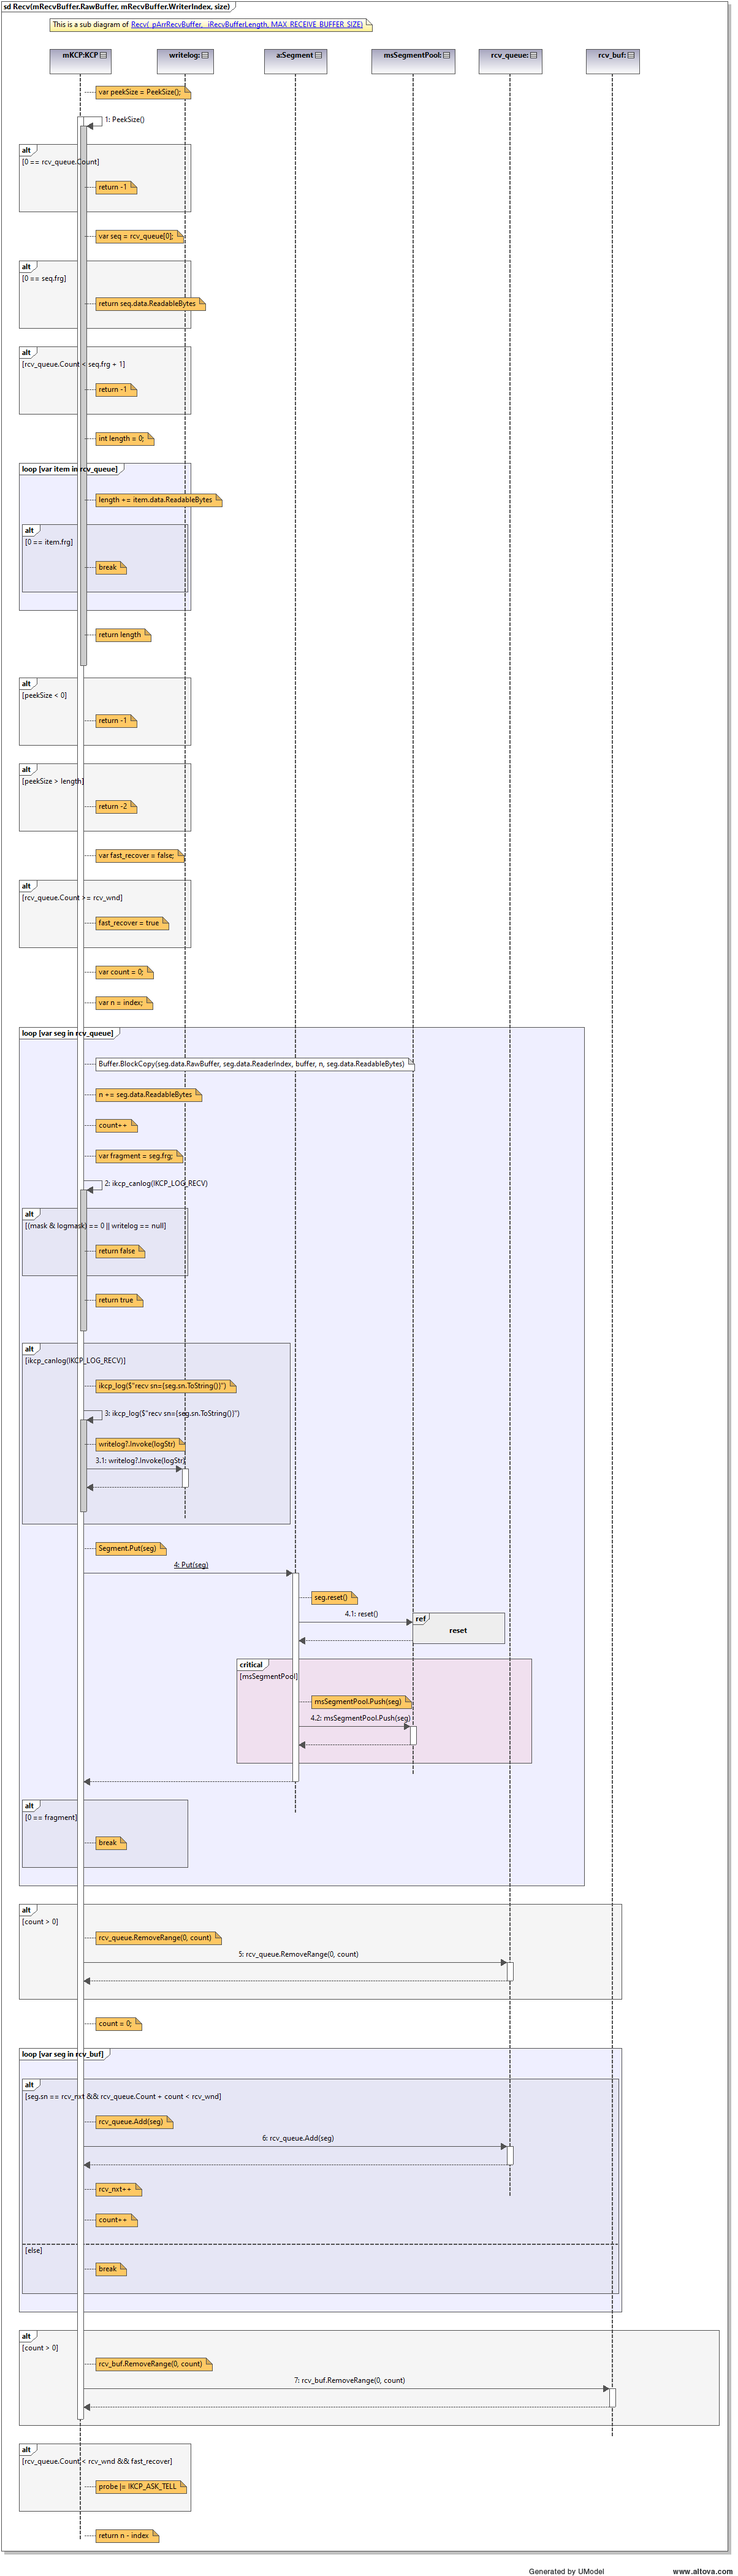 sd Recv(mRecvBuffer.RawBuffer, mRecvBuffer.WriterIndex, size)
This is a sub diagram of Recv(_pArrRecvBuffer, _iRecvBufferLength, MAX_RECEIVE_BUFFER_SIZE)
mKCP:KCP
writelog:
a:Segment
msSegmentPool:
rcv_queue:
rcv_buf:
var peekSize = PeekSize();
1: PeekSize()
alt
[0 == rcv_queue.Count]
return -1
var seq = rcv_queue[0];
alt
[0 == seq.frg]
return seq.data.ReadableBytes
alt
[rcv_queue.Count < seq.frg + 1]
return -1
int length = 0;
loop [var item in rcv_queue]
length += item.data.ReadableBytes
alt
[0 == item.frg]
break
return length
alt
[peekSize < 0]
return -1
alt
[peekSize > length]
return -2
var fast_recover = false;
alt
[rcv_queue.Count >= rcv_wnd]
fast_recover = true
var count = 0;
var n = index;
loop [var seg in rcv_queue]
Buffer.BlockCopy(seg.data.RawBuffer, seg.data.ReaderIndex, buffer, n, seg.data.ReadableBytes)
n += seg.data.ReadableBytes
count++
var fragment = seg.frg;
2: ikcp_canlog(IKCP_LOG_RECV)
alt
[(mask & logmask) == 0 || writelog == null]
return false
return true
alt
[ikcp_canlog(IKCP_LOG_RECV)]
ikcp_log($"recv sn={seg.sn.ToString()}")
3: ikcp_log($"recv sn={seg.sn.ToString()}")
writelog?.Invoke(logStr)
3.1: writelog?.Invoke(logStr)
Segment.Put(seg)
4: Put(seg)
seg.reset()
4.1: reset()
ref
reset
critical
[msSegmentPool]
msSegmentPool.Push(seg)
4.2: msSegmentPool.Push(seg)
alt
[0 == fragment]
break
alt
[count > 0]
rcv_queue.RemoveRange(0, count)
5: rcv_queue.RemoveRange(0, count)
count = 0;
loop [var seg in rcv_buf]
alt
[seg.sn == rcv_nxt && rcv_queue.Count + count < rcv_wnd]
rcv_queue.Add(seg)
6: rcv_queue.Add(seg)
rcv_nxt++
count++
[else]
break
alt
[count > 0]
rcv_buf.RemoveRange(0, count)
7: rcv_buf.RemoveRange(0, count)
alt
[rcv_queue.Count < rcv_wnd && fast_recover]
probe |= IKCP_ASK_TELL
return n - index
Generated by UModel
www.altova.com